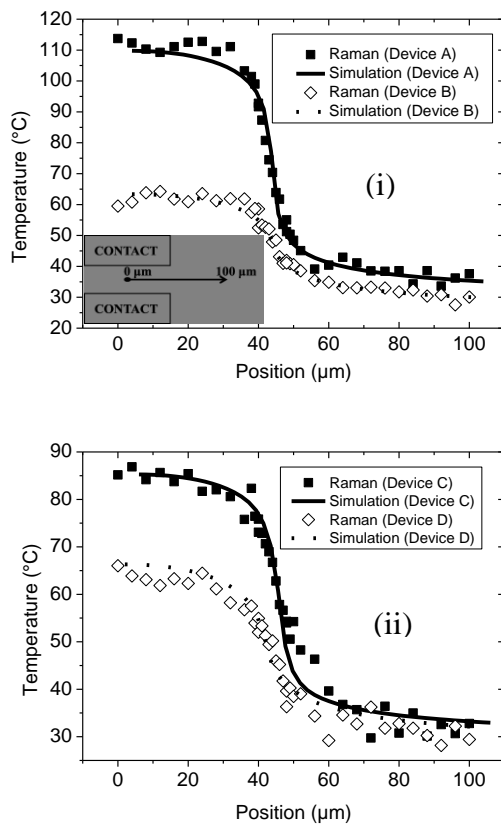 120
110
100
90
80
70
60
50
40
30
20
Temperature (°C)
Raman (Device A)
Simulation (Device A)
Raman (Device B)
Simulation (Device B)
(i)
CONTACT
0 µm
100 µm
CONTACT
0 20 40 60 80 100
Position (µm)
90
80
70
60
50
40
30
Temperature (°C)
Raman (Device C)
Simulation (Device C)
Raman (Device D)
Simulation (Device D)
(ii)
0 20 40 60 80 100
Position (µm)